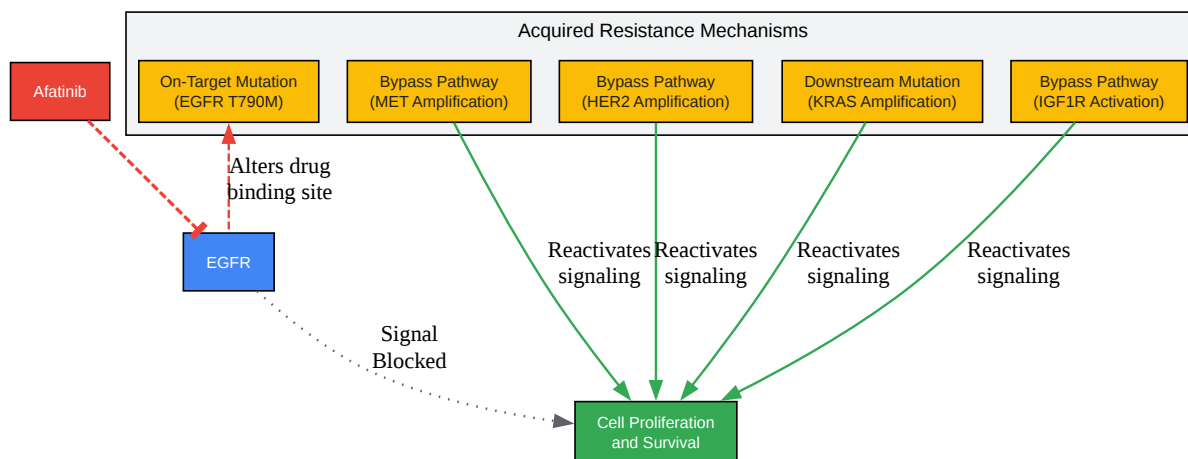 Acquired Resistance Mechanisms
Afatinib
On-Target Mutation
(EGFR T790M)
Bypass Pathway
(MET Amplification)
Bypass Pathway
(HER2 Amplification)
Downstream Mutation
(KRAS Amplification)
Bypass Pathway
(IGF1R Activation)
Alters drug
binding site
EGFR
Reactivates
signaling
Reactivates
signaling
Reactivates
signaling
Reactivates
signaling
Signal
Blocked
Cell Proliferation
and Survival